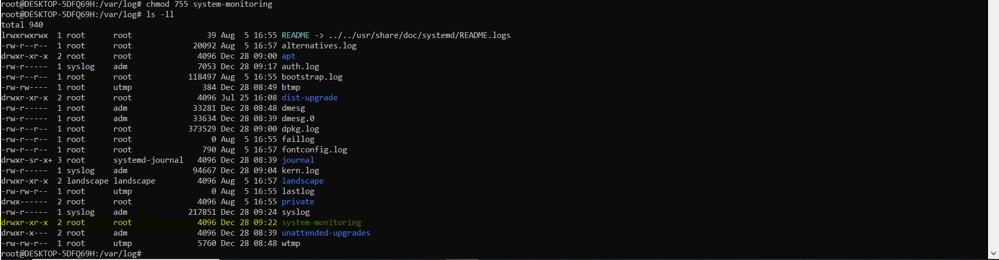 root@DESKTOP-5DFQ69H:/var/log# chmod 755 system-monitoring
root@DESKTOP-5DFQ69H:/var/log# ls -ll
total 940
lrwxrwxrwx  1 root      root                39 Aug  5 16:55 README -> ../../usr/share/doc/systemd/README.logs
-rw-r--r--  1 root      root             20092 Aug  5 16:57 alternatives.log
drwxr-xr-x  2 root      root              4096 Dec 28 09:00 apt
-rw-r-----  1 syslog    adm               7053 Dec 28 09:17 auth.log
-rw-r--r--  1 root      root            118497 Aug  5 16:55 bootstrap.log
-rw-rw----  1 root      utmp               384 Dec 28 08:49 btmp
drwxr-xr-x  2 root      root              4096 Jul 25 16:08 dist-upgrade
-rw-r-----  1 root      adm              33281 Dec 28 08:48 dmesg
-rw-r-----  1 root      adm              33634 Dec 28 08:39 dmesg.0
-rw-r--r--  1 root      root            373529 Dec 28 09:00 dpkg.log
-rw-r--r--  1 root      root                 0 Aug  5 16:55 faillog
-rw-r--r--  1 root      root               790 Aug  5 16:57 fontconfig.log
drwxr-sr-x+ 3 root      systemd-journal   4096 Dec 28 08:39 journal
-rw-r-----  1 syslog    adm              94667 Dec 28 09:04 kern.log
drwxr-xr-x  2 landscape landscape         4096 Aug  5 16:57 landscape
-rw-rw-r--  1 root      utmp                 0 Aug  5 16:55 lastlog
drwx------  2 root      root              4096 Aug  5 16:55 private
-rw-r-----  1 syslog    adm             217851 Dec 28 09:24 syslog
drwxr-xr-x  2 root      root              4096 Dec 28 09:22 system-monitoring
drwxr-x---  2 root      adm               4096 Dec 28 08:39 unattended-upgrades
-rw-rw-r--  1 root      utmp              5760 Dec 28 08:48 wtmp
root@DESKTOP-5DFQ69H:/var/log#